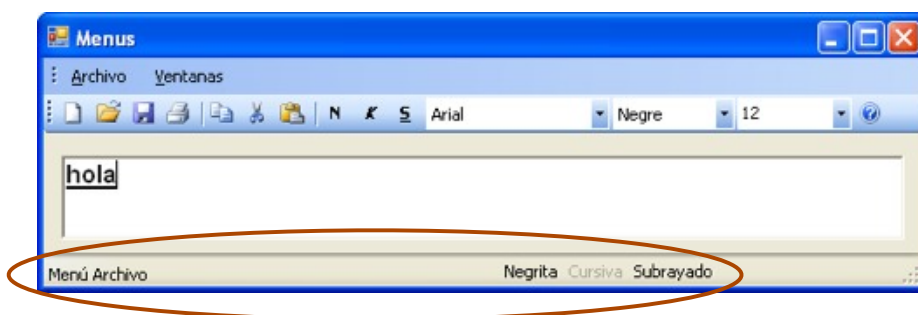 Menus
Archivo Ventanas
N K S Arial Negre 12
hola
Menú Archivo Negrita Cursiva Subrayado